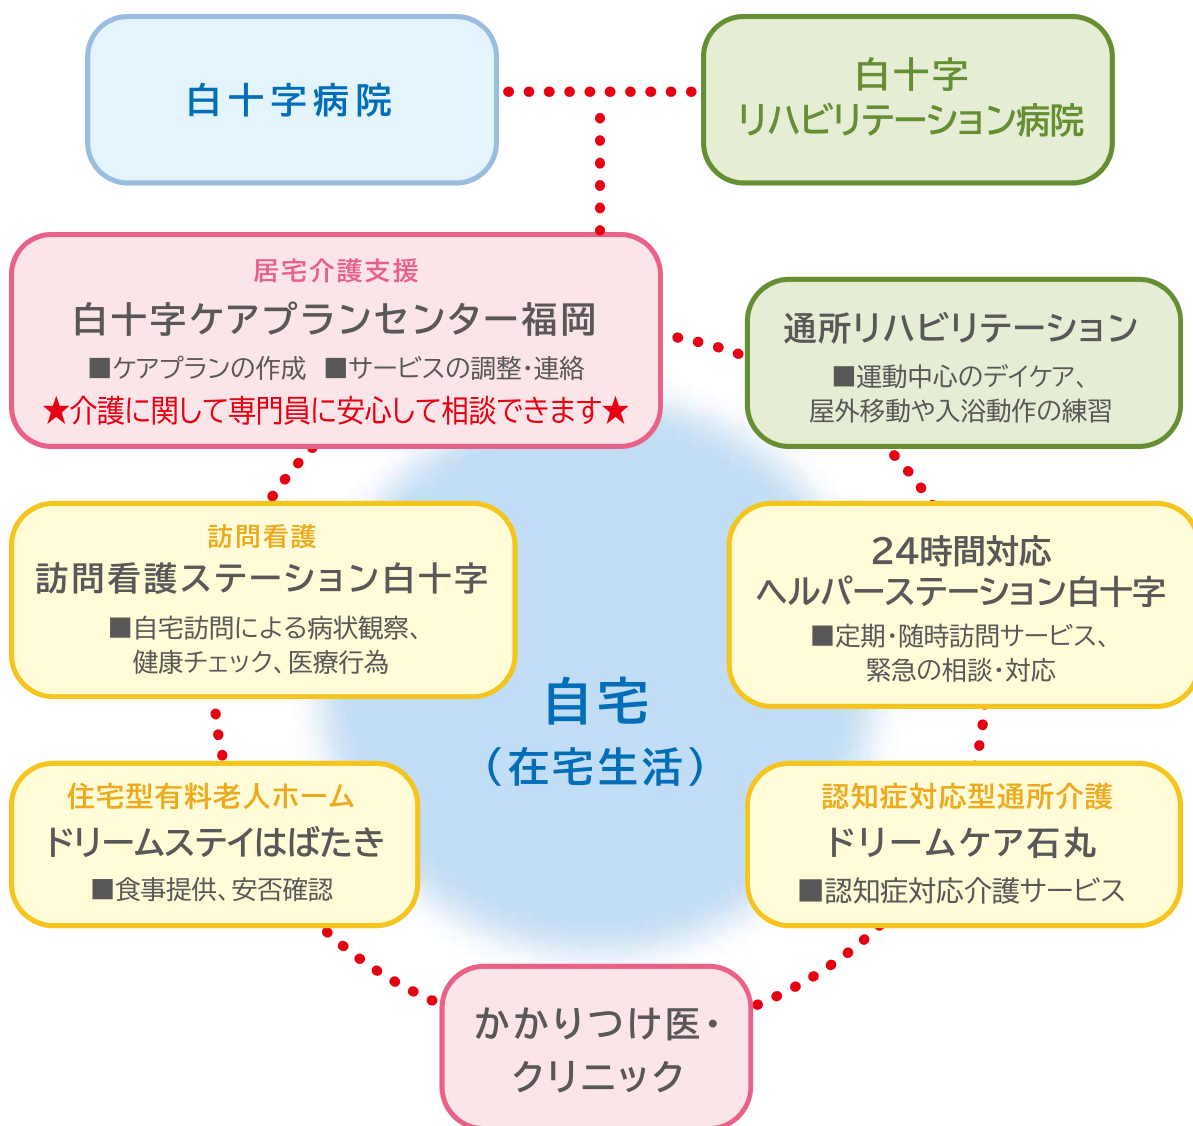 白十字病院
白十字
リハビリテーション病院
居宅介護支援
白十字ケアプランセンター福岡
■ケアプランの作成 ■サービスの調整・連絡
★介護に関して専門員に安心して相談できます★
通所リハビリテーション
■運動中心のデイケア、
屋外移動や入浴動作の練習
訪問看護
訪問看護ステーション白十字
■自宅訪問による病状観察、
健康チェック、医療行為
24時間対応
ヘルパーステーション白十字
■定期・随時訪問サービス、
緊急の相談・対応
自宅
（在宅生活）
住宅型有料老人ホーム
ドリームステイはばたき
■食事提供、安否確認
認知症対応型通所介護
ドリームケア石丸
■認知症対応介護サービス
かかりつけ医・
クリニック